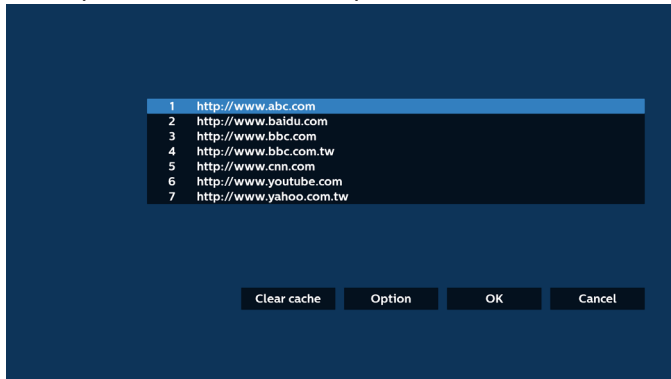 1 http://www.abc.com
2 http://www.baidu.com
3 http://www.bbc.com
4 http://www.bbc.com.tw
5 http://www.cnn.com
6 http://www.youtube.com
7 http://www.yahoo.com.tw
Clear cache Option OK Cancel